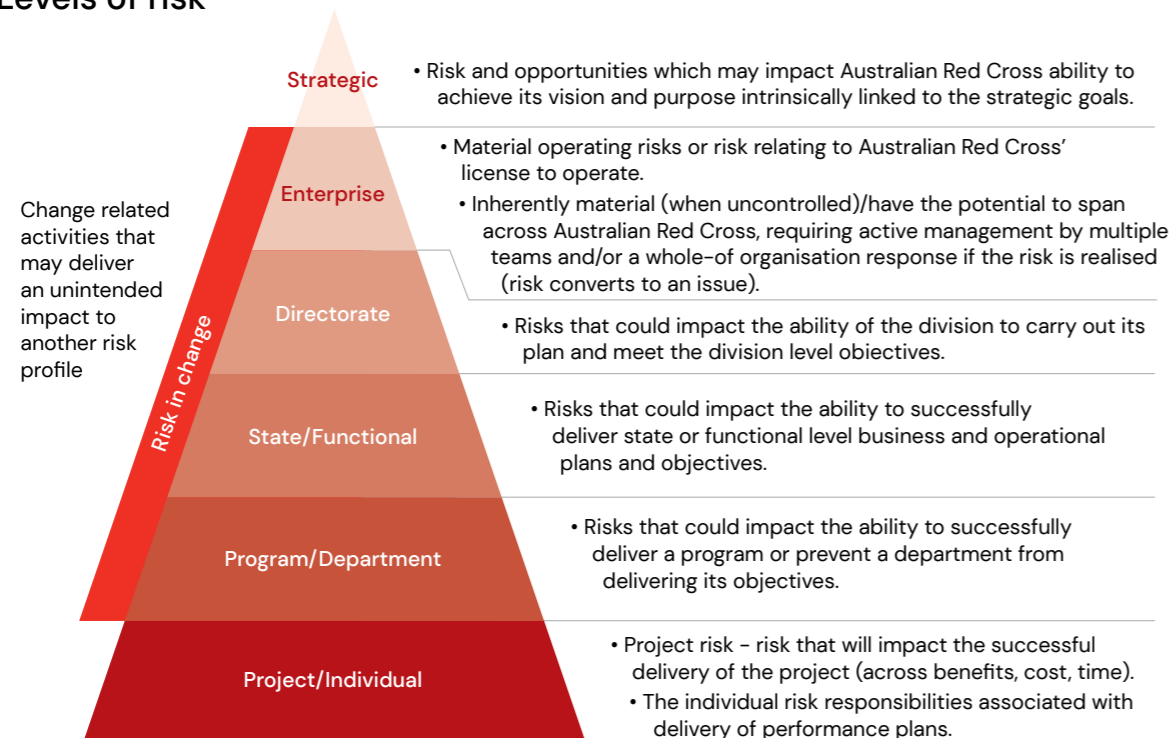 Levels of risk
Strategic
• Risk and opportunities which may impact Australian Red Cross ability to
achieve its vision and purpose intrinsically linked to the strategic goals.
Enterprise
• Material operating risks or risk relating to Australian Red Cross’
license to operate.
• Inherently material (when uncontrolled)/have the potential to span
across Australian Red Cross, requiring active management by multiple
teams and/or a whole-of organisation response if the risk is realised
(risk converts to an issue).
Change related
activities that
may deliver
an unintended
impact to
another risk
profile
Risk in change
Directorate
• Risks that could impact the ability of the division to carry out its
plan and meet the division level obiectives.
State/Functional
• Risks that could impact the ability to successfully
deliver state or functional level business and operational
plans and objectives.
Program/Department
• Risks that could impact the ability to successfully
deliver a program or prevent a department from
delivering its objectives.
Project/Individual
• Project risk – risk that will impact the successful
delivery of the project (across benefits, cost, time).
• The individual risk responsibilities associated with
delivery of performance plans.